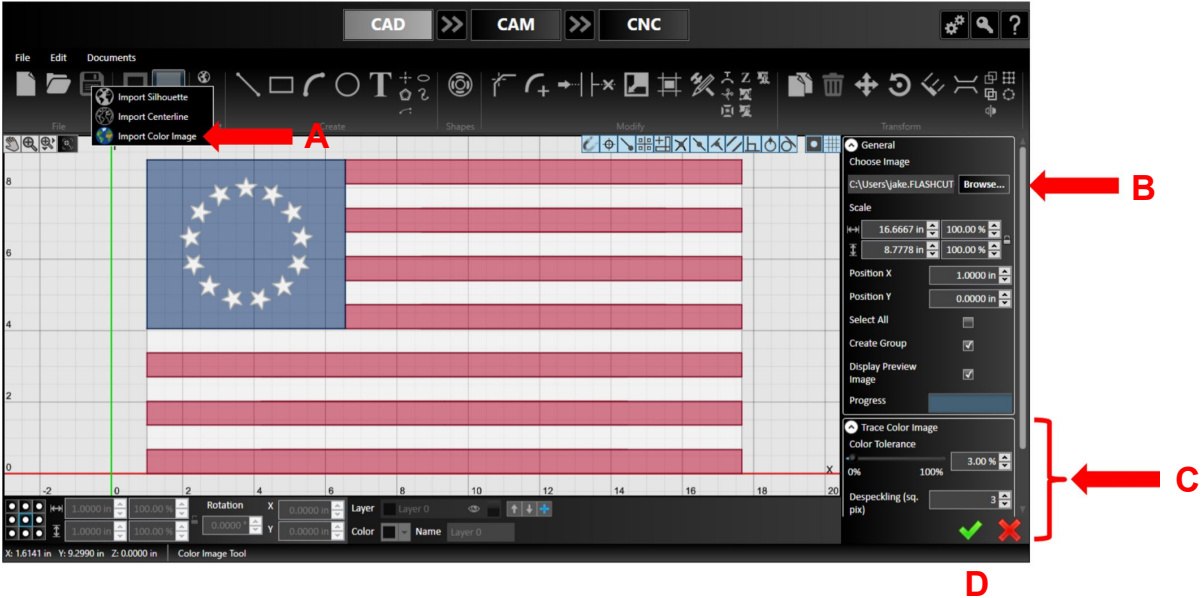 CAD >> CAM >> CNC ?
File Edit Documents
Import Silhouette
Import Centerline
Import Color Image
A
File Create Shapes Modify Transform
General
Choose Image
C:\Users\jake.FLASHCUT Browse...
B
Scale
16.6667 in 100.00 %
8.7778 in 100.00 %
Position X 1.0000 in
Position Y 0.0000 in
Select All
Create Group
Display Preview
Image
Progress
8
6
4
2
0
X
-2 0 2 4 6 8 10 12 14 16 18 20
Trace Color Image
Color Tolerance
3.00 %
0% 100%
C
Despeckling (sq.
pix) 3
1.0000 in 100.00 % Rotation X 0.0000 in Layer Layer 0
1.0000 in 100.00 % 0.0000 ° Y 0.0000 in Color Name Layer 0
X: 1.6141 in Y: 9.2990 in Z: 0.0000 in Color Image Tool
D